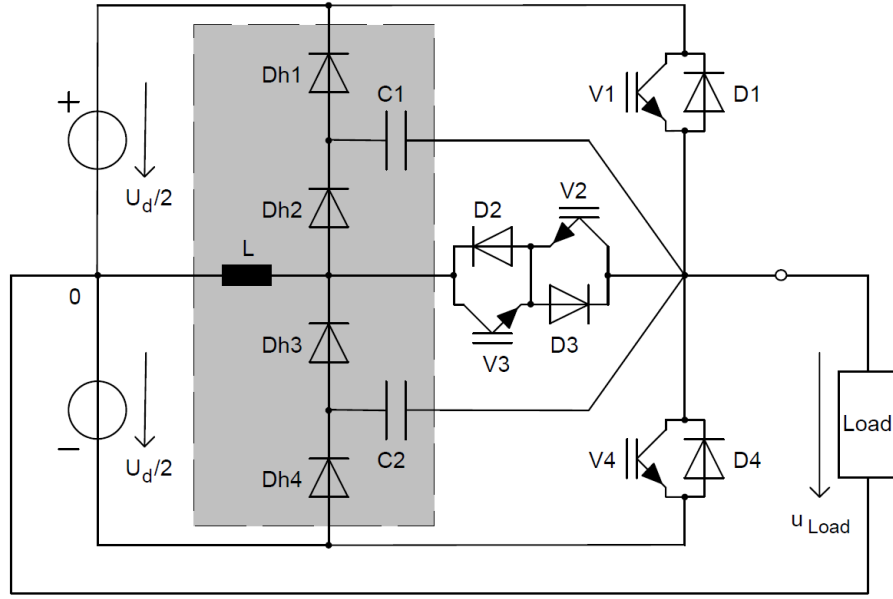 Dh1
C1
V1
D1
+
U_d/2
Dh2
V2
D2
L
0
Dh3
V3
D3
−
U_d/2
Dh4
C2
V4
D4
Load
u_Load